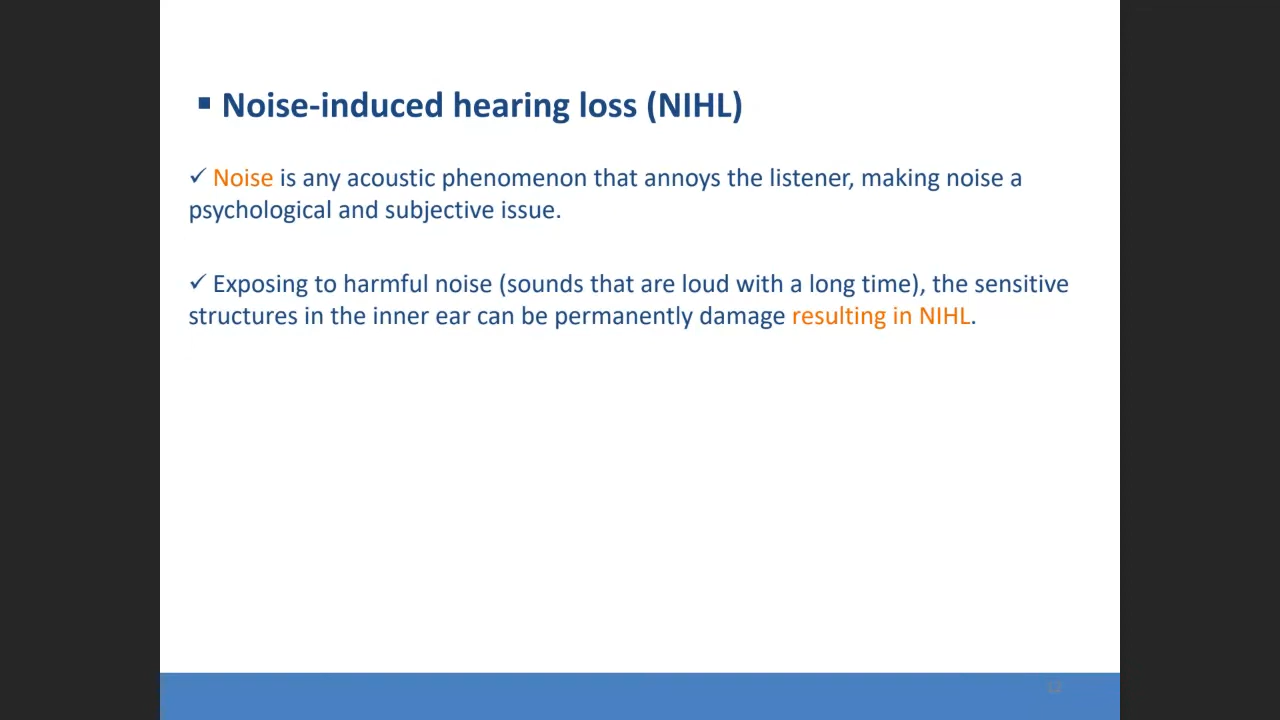 ▪ Noise-induced hearing loss (NIHL)
✓ Noise is any acoustic phenomenon that annoys the listener, making noise a
psychological and subjective issue.
✓ Exposing to harmful noise (sounds that are loud with a long time), the sensitive
structures in the inner ear can be permanently damage resulting in NIHL.
12